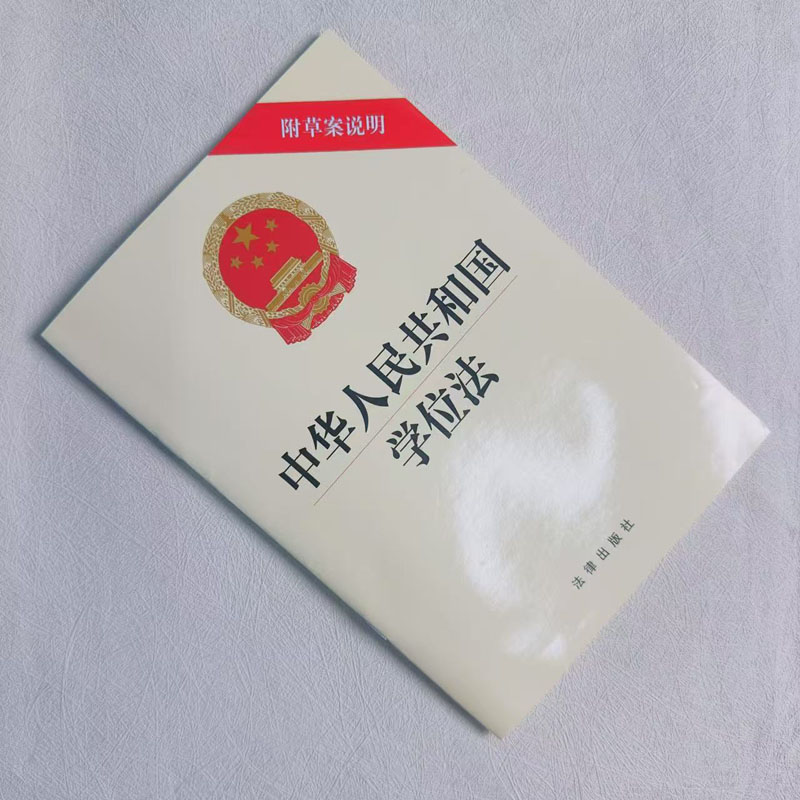 附草案说明
中华人民共和国
学位法
法律出版社